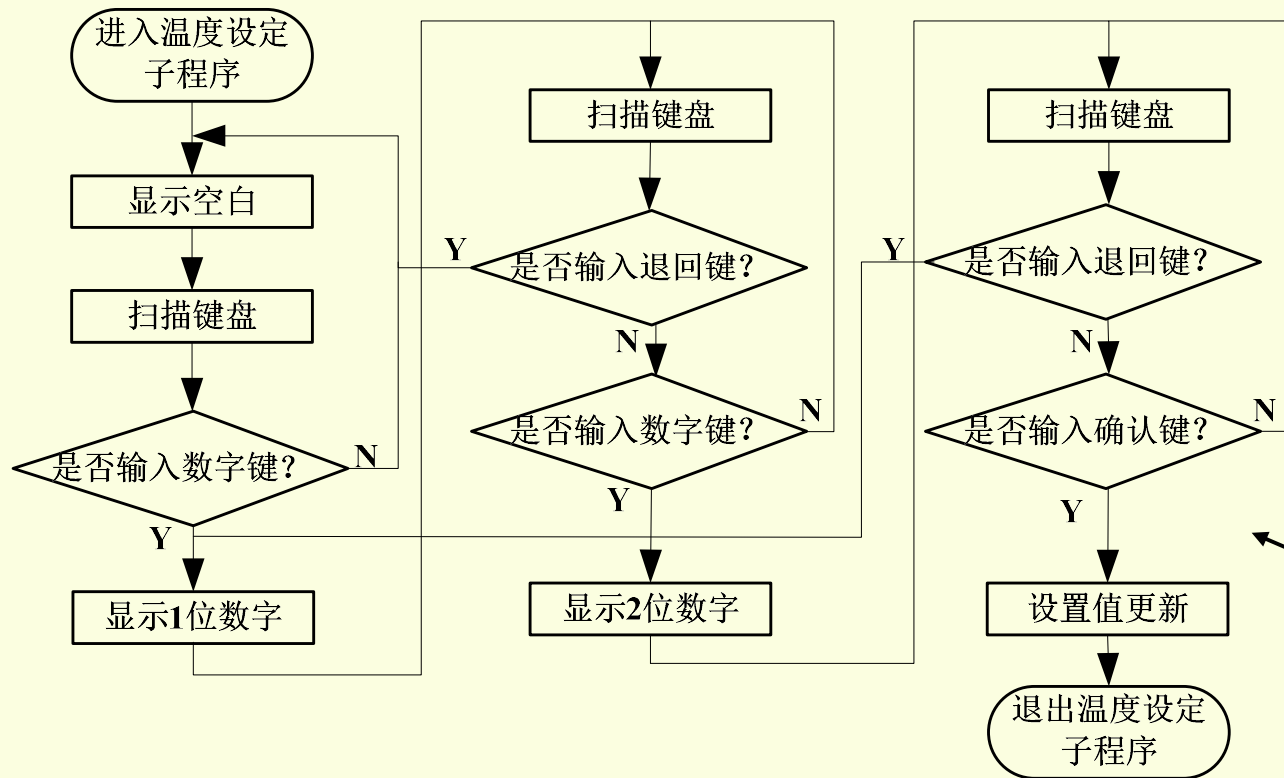 进入温度设定
子程序
显示空白
扫描键盘
是否输入数字键?
N
Y
显示1位数字
扫描键盘
Y
是否输入退回键?
N
是否输入数字键?
N
Y
显示2位数字
扫描键盘
Y
是否输入退回键?
N
是否输入确认键?
N
Y
设置值更新
退出温度设定
子程序